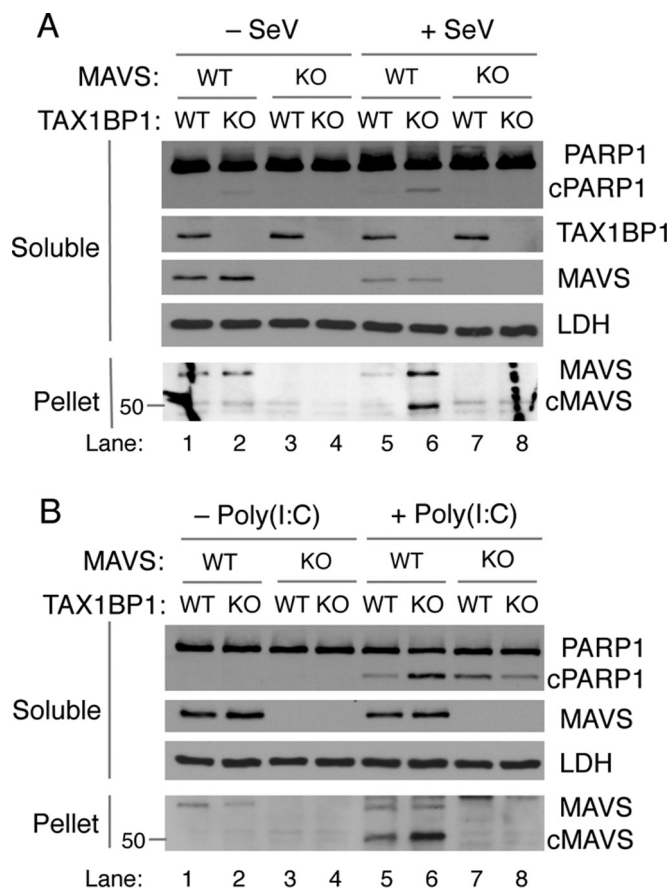 A
– SeV + SeV
MAVS: WT KO WT KO
TAX1BP1: WT KO WT KO WT KO WT KO
PARP1
cPARP1
TAX1BP1
Soluble
MAVS
LDH
MAVS
Pellet
50
cMAVS
Lane: 1 2 3 4 5 6 7 8
B
– Poly(I:C) + Poly(I:C)
MAVS: WT KO WT KO
TAX1BP1: WT KO WT KO WT KO WT KO
PARP1
cPARP1
Soluble
MAVS
LDH
MAVS
Pellet
50
cMAVS
Lane: 1 2 3 4 5 6 7 8